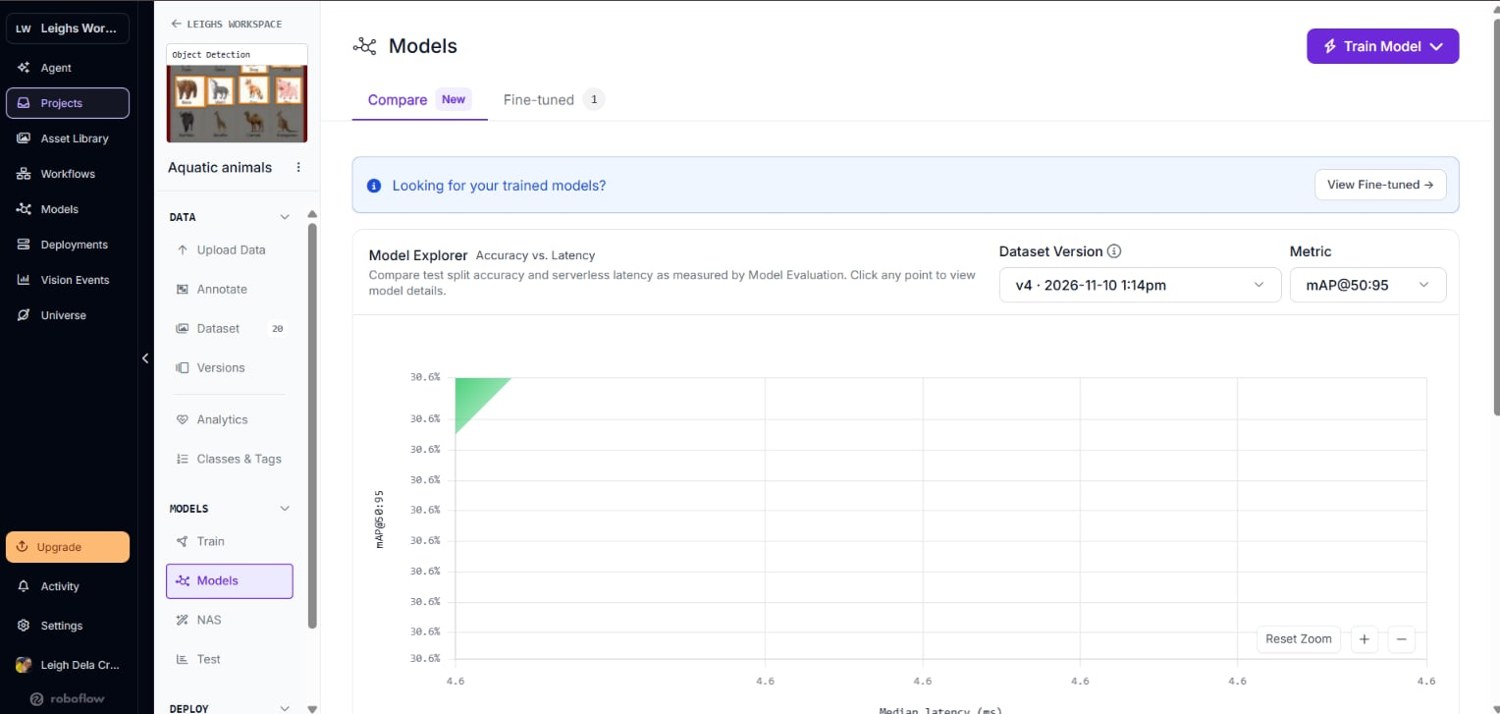 LW Leighs Wor...
Agent
Projects
Asset Library
Workflows
Models
Deployments
Vision Events
Universe
Upgrade
Activity
Settings
Leigh Dela Cr...
roboflow
← LEIGHS WORKSPACE
Object Detection
Aquatic animals
DATA
Upload Data
Annotate
Dataset 20
Versions
Analytics
Classes & Tags
MODELS
Train
Models
NAS
Test
DEPLOY
Models
Train Model
Compare New Fine-tuned 1
Looking for your trained models?
View Fine-tuned →
Model Explorer Accuracy vs. Latency
Compare test split accuracy and serverless latency as measured by Model Evaluation. Click any point to view
model details.
Dataset Version
v4 · 2026-11-10 1:14pm
Metric
mAP@50:95
mAP@50:95
30.6%
30.6%
30.6%
30.6%
30.6%
30.6%
30.6%
30.6%
30.6%
30.6%
Reset Zoom + −
4.6 4.6 4.6 4.6 4.6 4.6
Median latency (ms)